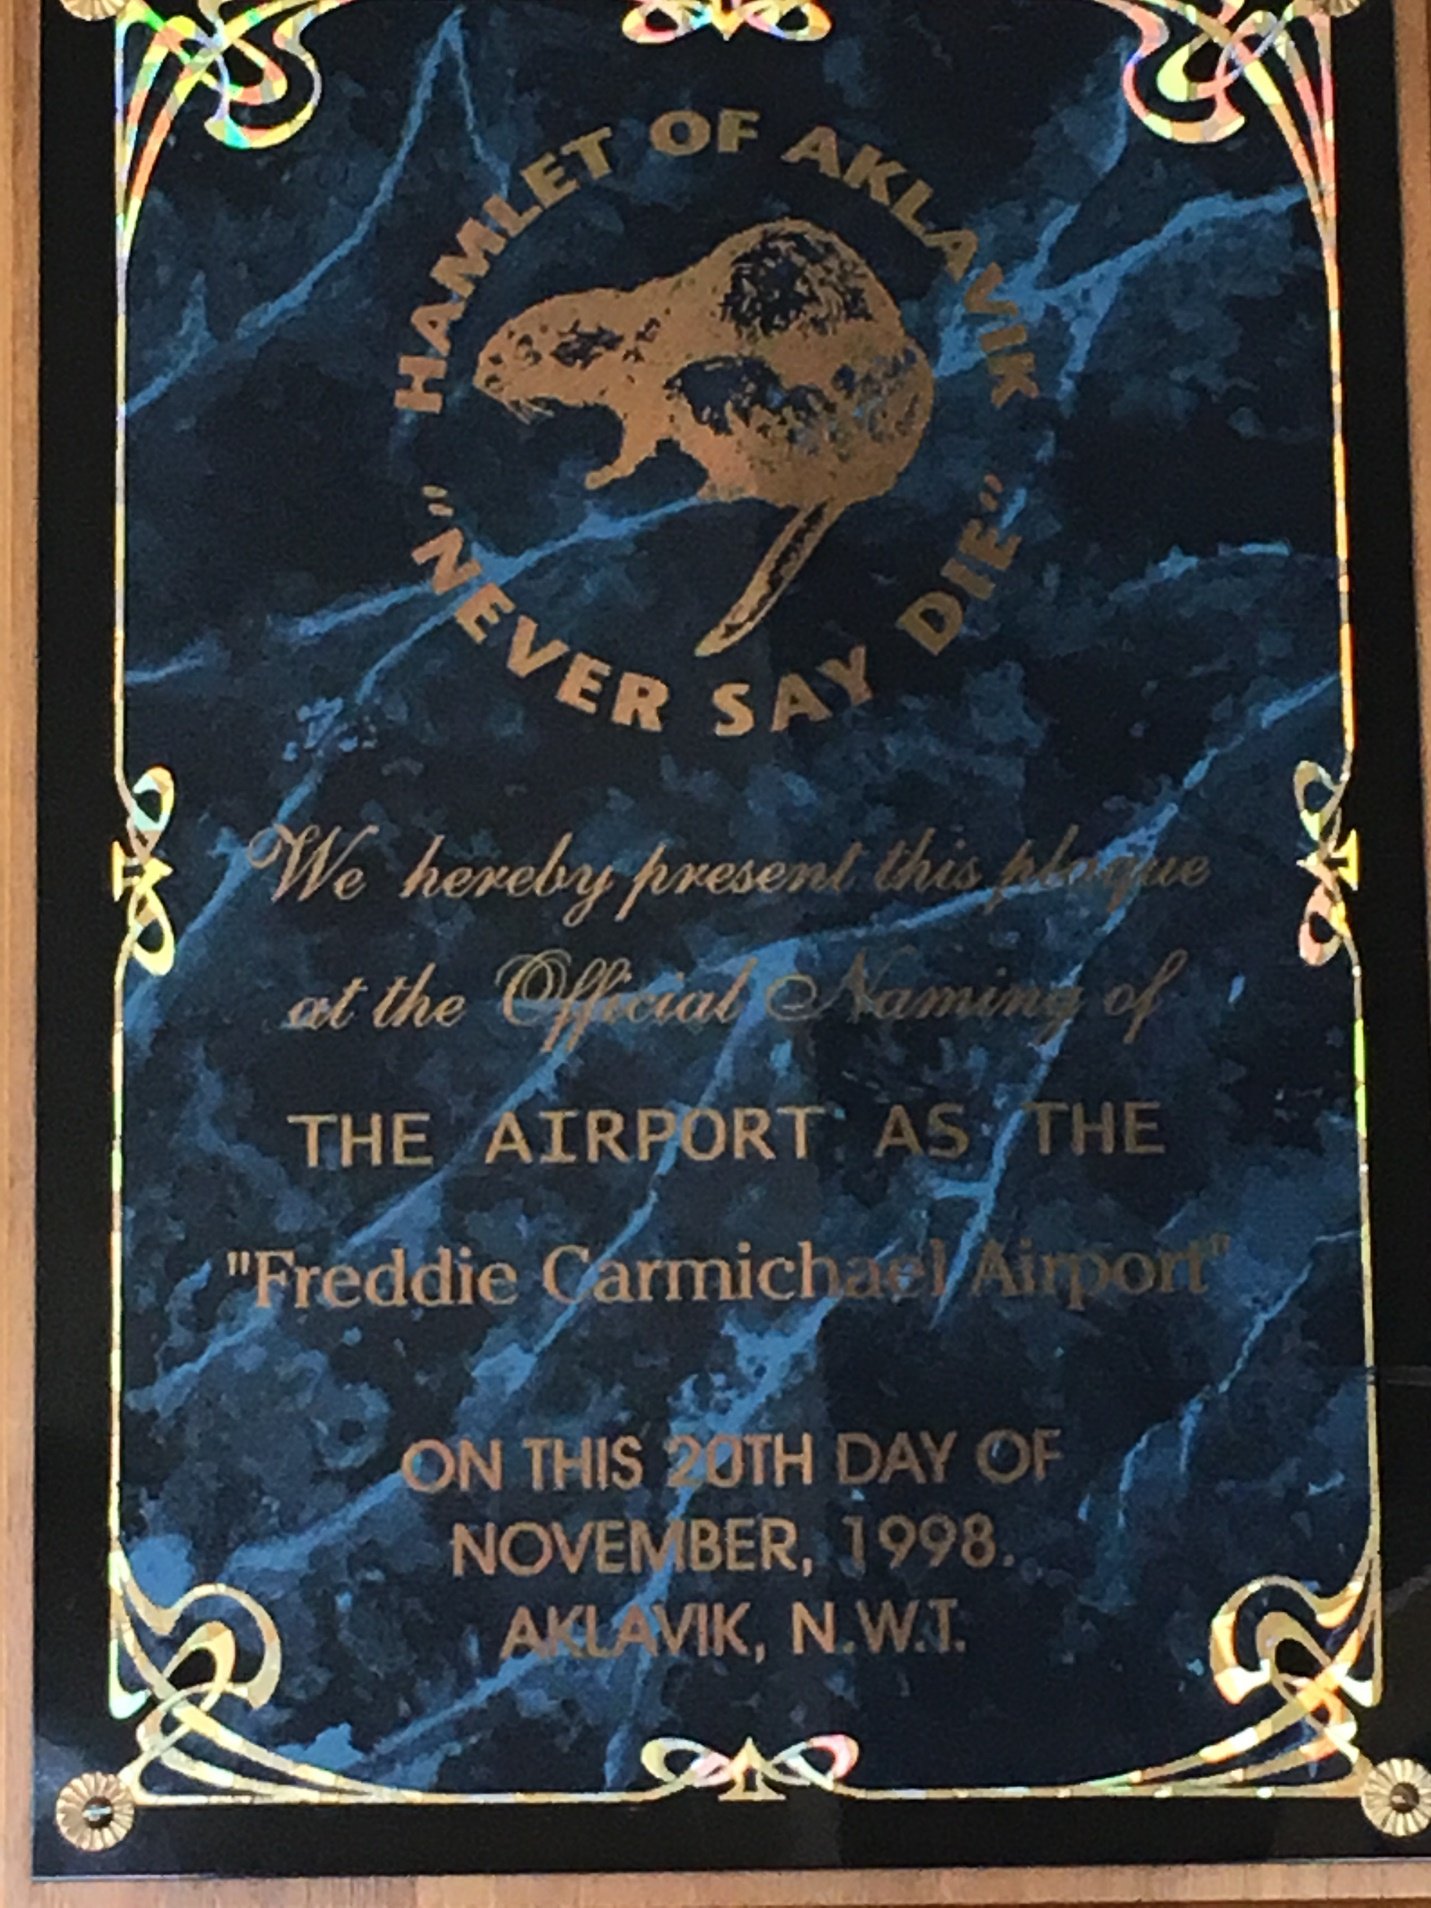 HAMLET OF AKLAVIK
"NEVER SAY DIE"
We hereby present this plaque
at the Official Naming of
THE AIRPORT AS THE
"Freddie Carmichael Airport"
ON THIS 20TH DAY OF
NOVEMBER, 1998.
AKLAVIK, N.W.T.